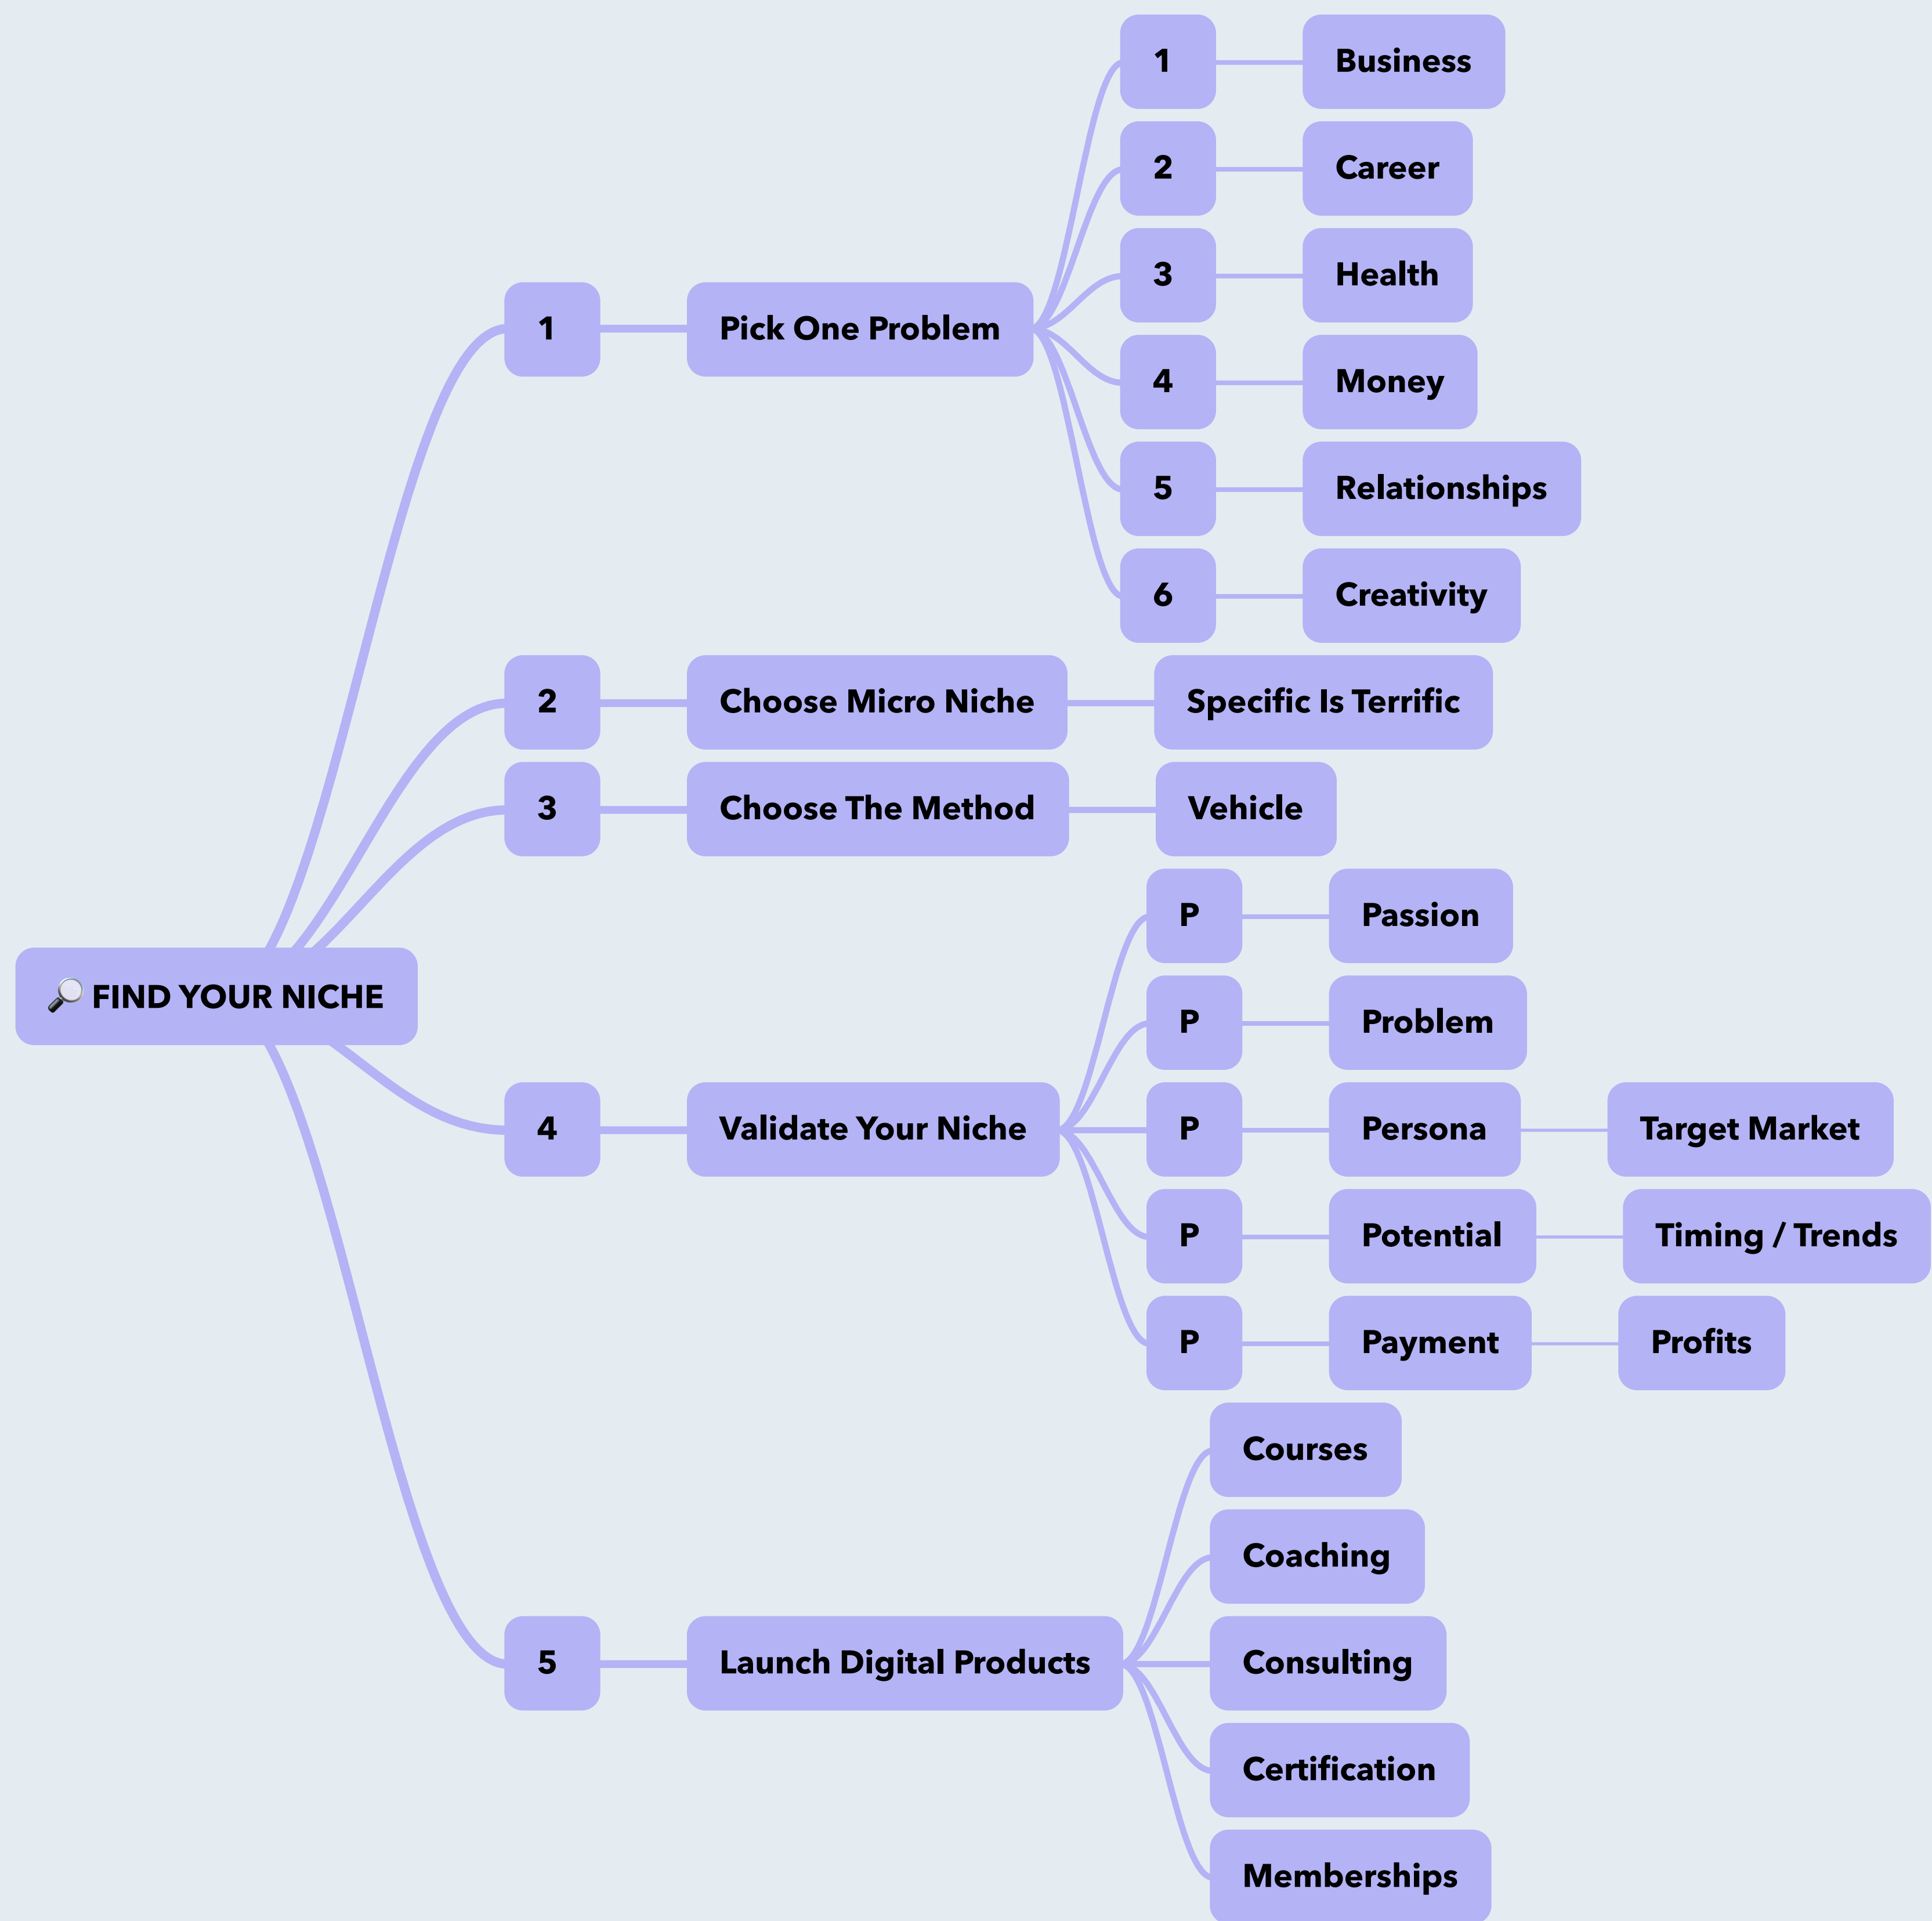 1
Business
2
Career
3
Health
1
Pick One Problem
4
Money
5
Relationships
6
Creativity
2
Choose Micro Niche
Specific Is Terrific
3
Choose The Method
Vehicle
🔎 FIND YOUR NICHE
P
Passion
P
Problem
4
Validate Your Niche
P
Persona
Target Market
P
Potential
Timing / Trends
P
Payment
Profits
5
Launch Digital Products
Courses
Coaching
Consulting
Certification
Memberships